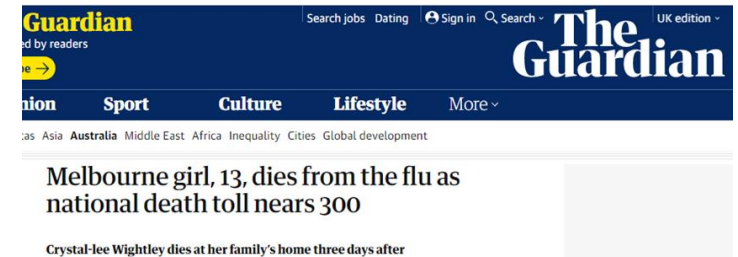 Guardian
Search jobs Dating Sign in Search
The Guardian
UK edition
ed by readers
pe →
nion Sport Culture Lifestyle More
cas Asia Australia Middle East Africa Inequality Cities Global development
Melbourne girl, 13, dies from the flu as
national death toll nears 300
Crystal-lee Wightley dies at her family's home three days after